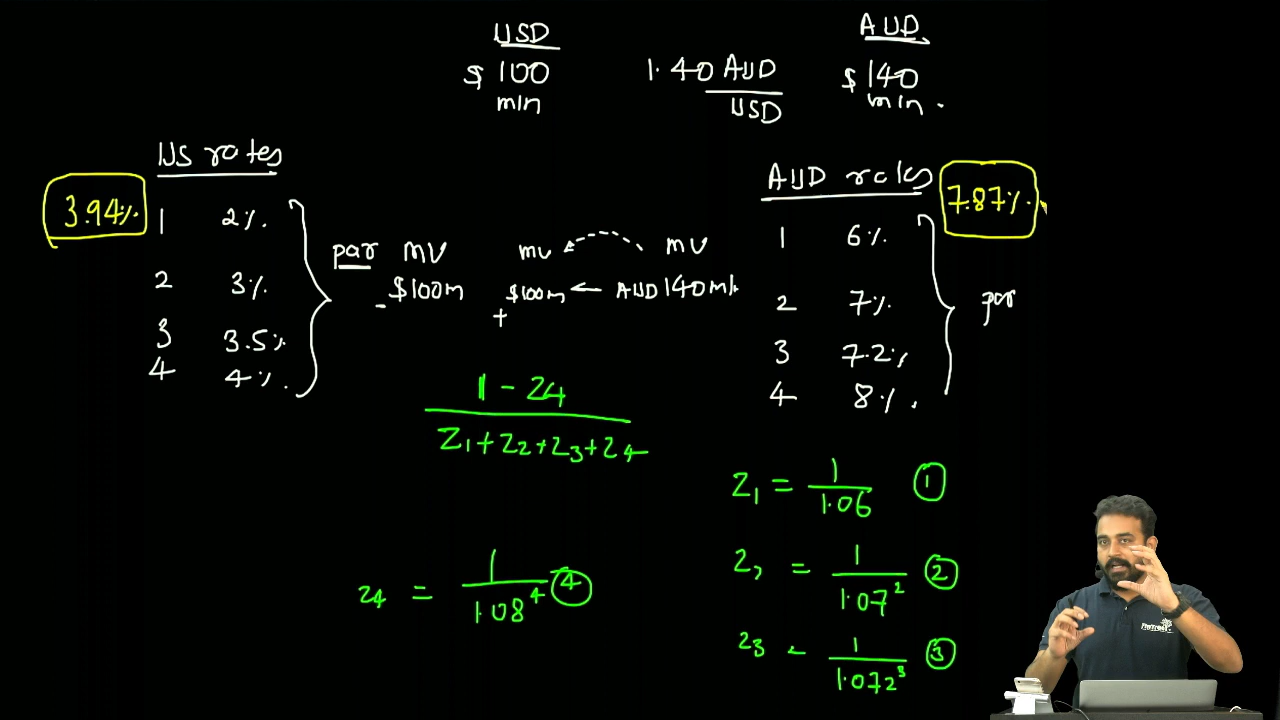 USD
$ 100
min
1.40 AUD
USD
AUD
$ 140
min.
US rates
3.94%
1 2%.
2 3%
3 3.5%
4 4%.
par MV
- $100m
MV
$100m ← AUD 140 mn
+
MV
AUD rates
7.87%
1 6%
2 7%
3 7.2%
4 8%.
par
1 - Z4
Z1+Z2+Z3+Z4
Z1 = 1
1.06
①
Z2 = 1
1.07²
②
Z3 = 1
1.072³
③
Z4 = 1
1.08⁴
④